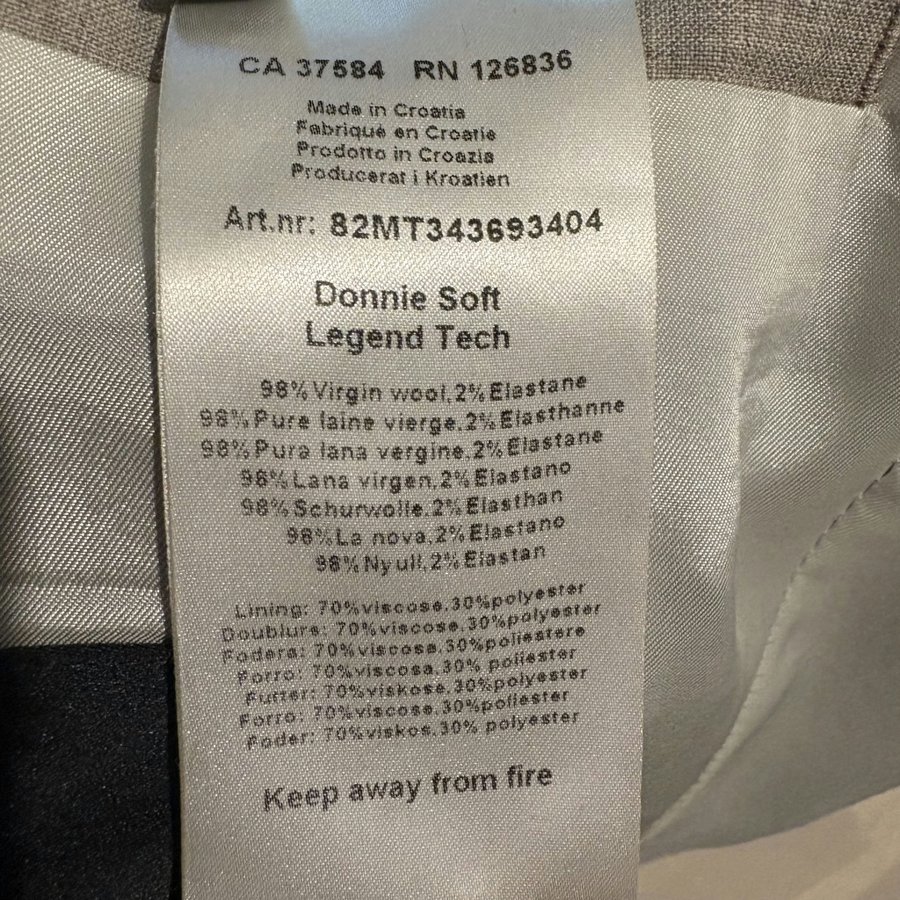 CA 37584 RN 126836
Made in Croatia
Fabriqué en Croatie
Prodotto in Croazia
Producerat i Kroatien
Art.nr: 82MT343693404
Donnie Soft
Legend Tech
98%Virgin wool,2%Elastane
98%Pure laine vierge,2%Elasthanne
98%Pura lana vergine,2%Elastane
98%Lana virgen,2%Elastano
98%Schurwolle,2%Elasthan
98%La nova,2%Elastano
98%Nyull,2%Elastan
Lining: 70%viscose,30%polyester
Doublure: 70%viscose,30%polyester
Fodera: 70%viscosa,30%poliestere
Forro: 70%viscosa,30% poliester
Futter: 70%viskose,30%polyester
Forro: 70%viscose,30%poliester
Foder: 70%viskos,30% polyester
Keep away from fire